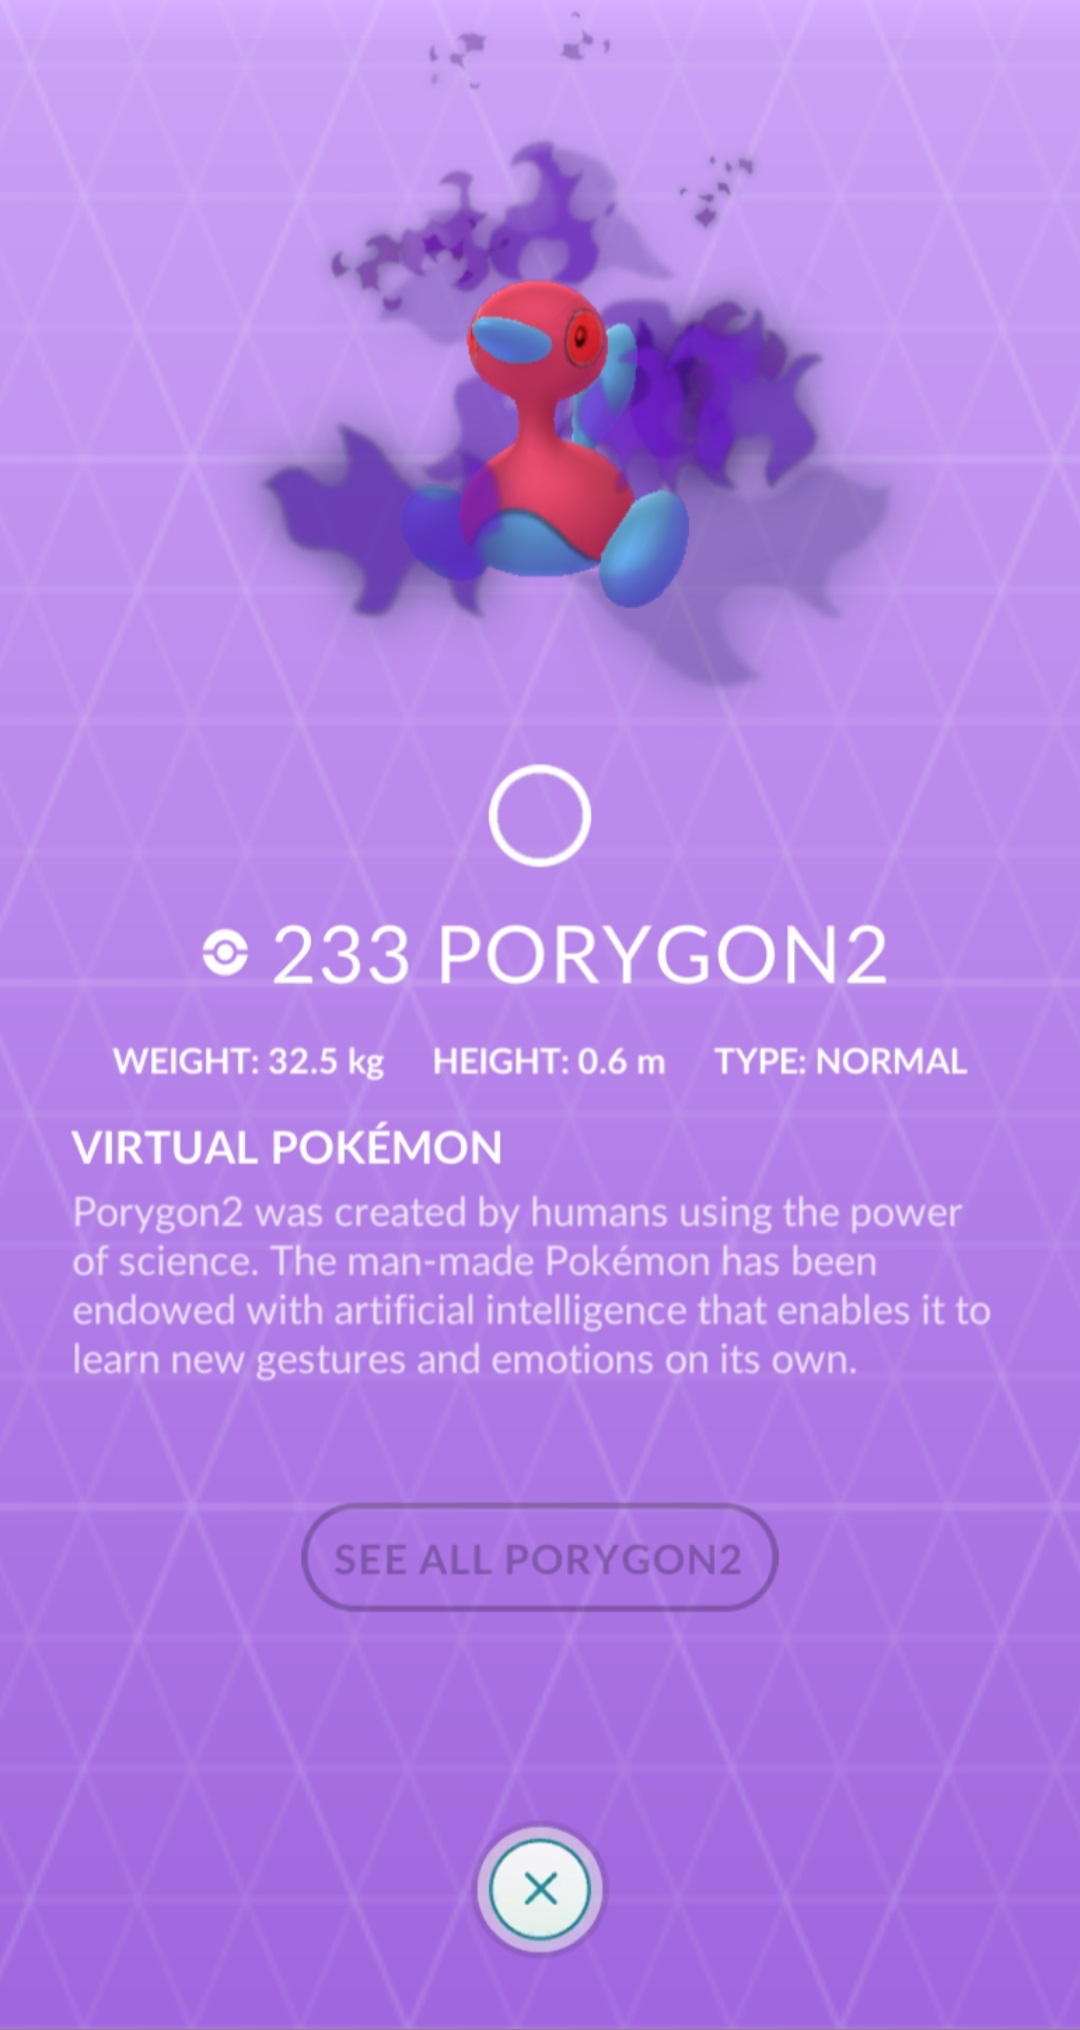 233 PORYGON2
WEIGHT: 32.5 kg HEIGHT: 0.6 m TYPE: NORMAL
VIRTUAL POKÉMON
Porygon2 was created by humans using the power
of science. The man-made Pokémon has been
endowed with artificial intelligence that enables it to
learn new gestures and emotions on its own.
SEE ALL PORYGON2